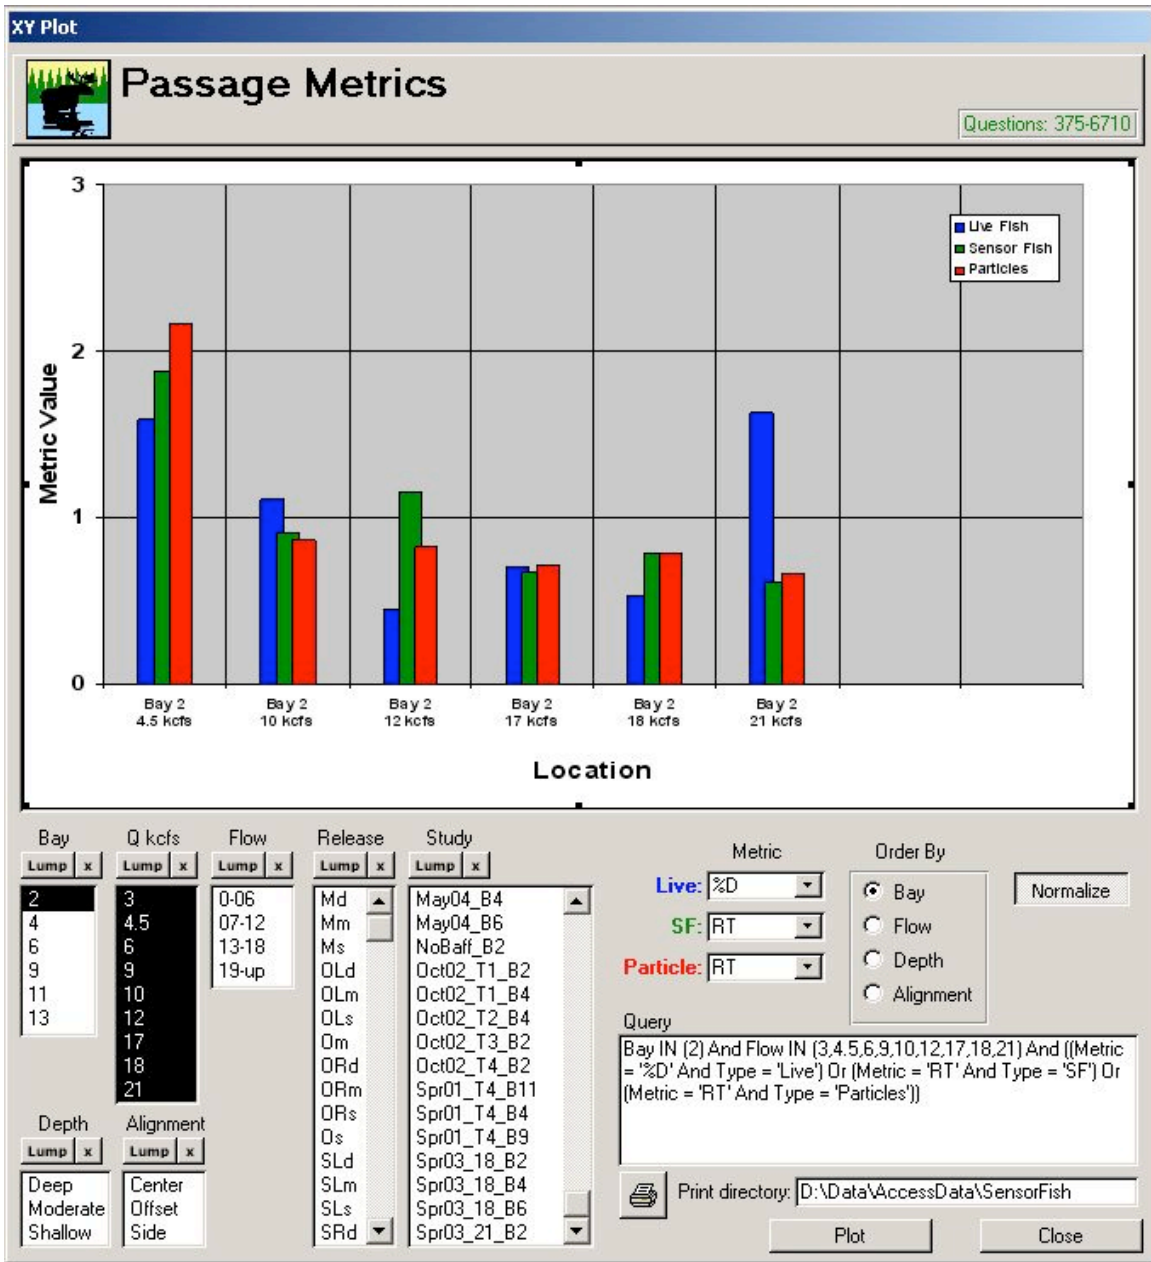 XY Plot
Passage Metrics
Questions: 375-6710
3
2
1
0
Metric Value
Live Fish
Sensor Fish
Particles
Bay 2
4.5 kcfs
Bay 2
10 kcfs
Bay 2
12 kcfs
Bay 2
17 kcfs
Bay 2
18 kcfs
Bay 2
21 kcfs
Location
Bay
Lump x
2
4
6
9
11
13
Q kcfs
Lump x
3
4.5
6
9
10
12
17
18
21
Flow
Lump x
0-06
07-12
13-18
19-up
Release
Lump x
Md
Mm
Ms
OLd
OLm
OLs
Om
ORd
ORm
ORs
Os
SLd
SLm
SLs
SRd
Study
Lump x
May04_B4
May04_B6
NoBaff_B2
Oct02_T1_B2
Oct02_T1_B4
Oct02_T2_B4
Oct02_T3_B2
Oct02_T4_B2
Spr01_T4_B11
Spr01_T4_B4
Spr01_T4_B9
Spr03_18_B2
Spr03_18_B4
Spr03_18_B6
Spr03_21_B2
Depth
Lump x
Deep
Moderate
Shallow
Alignment
Lump x
Center
Offset
Side
Metric
Live: %D
SF: RT
Particle: RT
Order By
Bay
Flow
Depth
Alignment
Normalize
Query
Bay IN (2) And Flow IN (3,4.5,6,9,10,12,17,18,21) And ((Metric
= '%D' And Type = 'Live') Or (Metric = 'RT' And Type = 'SF') Or
(Metric = 'RT' And Type = 'Particles'))
Print directory: D:\Data\AccessData\SensorFish
Plot
Close